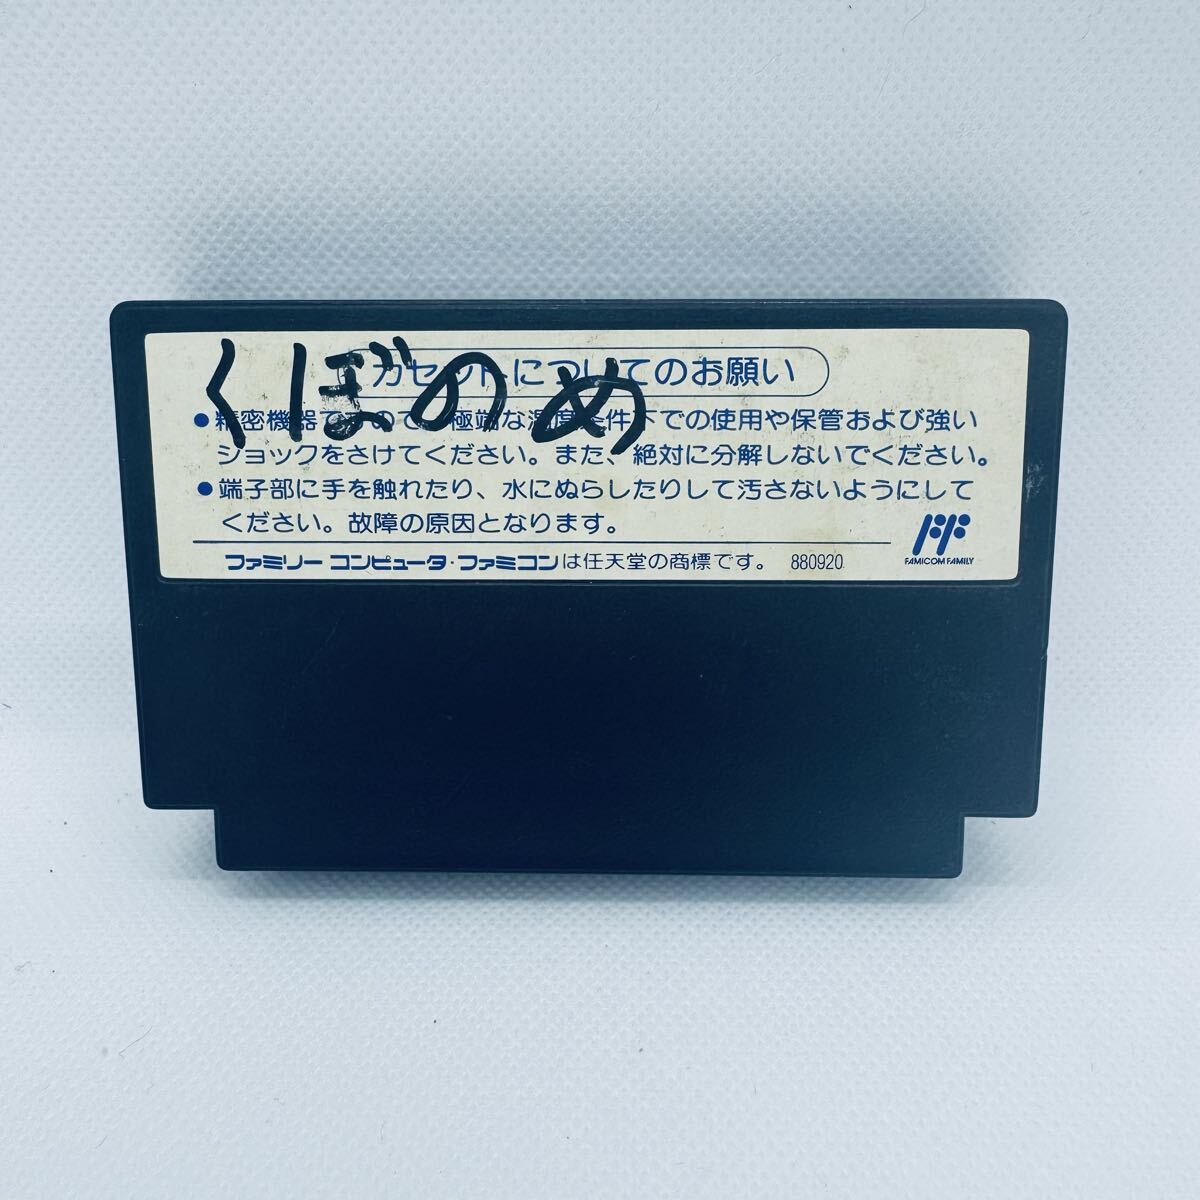 くぼのめ
カセットについてのお願い
●精密機器ですので、極端な温度条件下での使用や保管および強い
ショックをさけてください。また、絶対に分解しないでください。
●端子部に手を触れたり、水にぬらしたりして汚さないようにして
ください。故障の原因となります。
ファミリーコンピュータ・ファミコンは任天堂の商標です。 880920
FAMICOM FAMILY